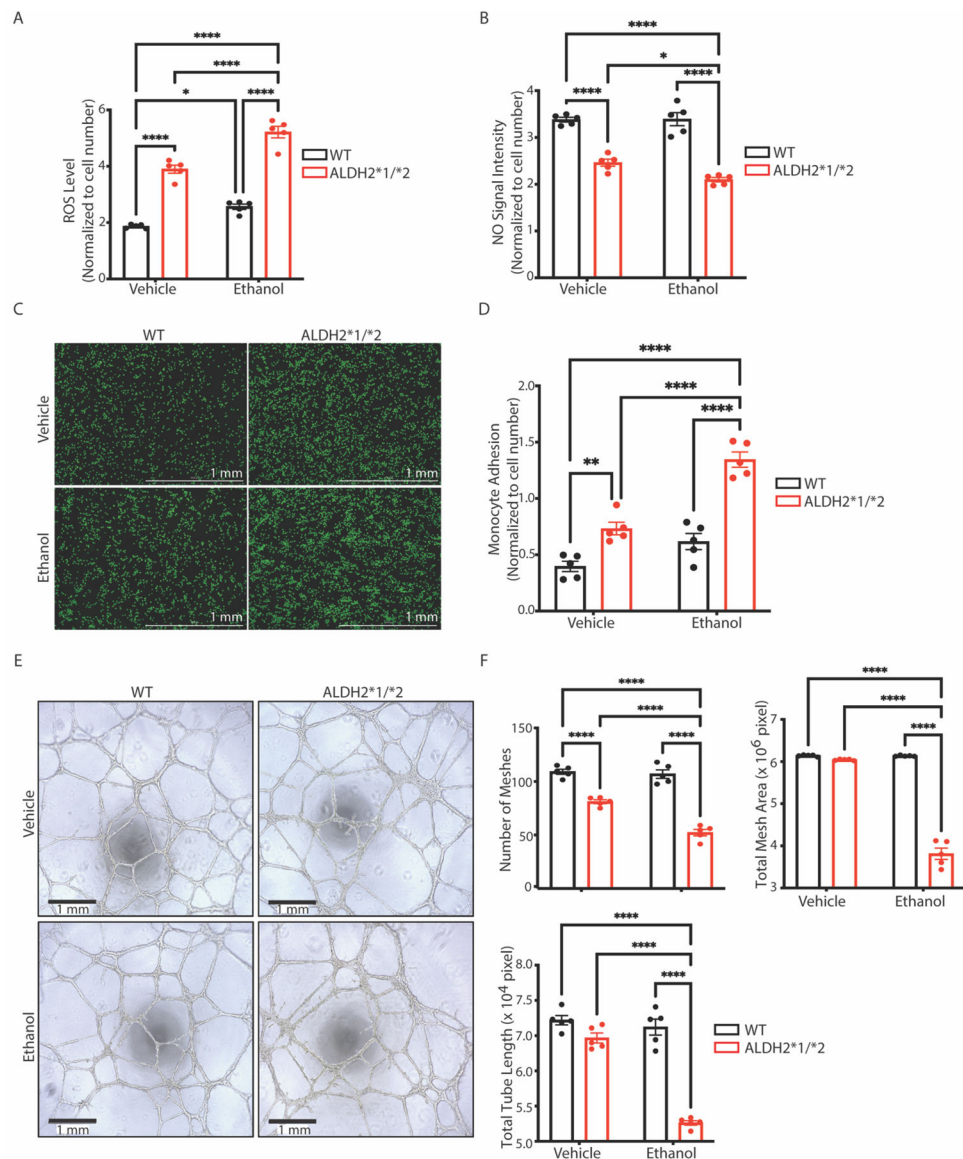 A
****
****
*
****
****
ROS Level
(Normalized to cell number)
6
4
2
0
Vehicle
Ethanol
WT
ALDH2*1/*2
B
****
*
****
****
NO Signal Intensity
(Normalized to cell number)
4
3
2
1
0
Vehicle
Ethanol
WT
ALDH2*1/*2
C
WT
ALDH2*1/*2
Vehicle
1 mm
1 mm
Ethanol
1 mm
1 mm
D
****
****
****
**
Monocyte Adhesion
(Normalized to cell number)
2.0
1.5
1.0
0.5
0.0
Vehicle
Ethanol
WT
ALDH2*1/*2
E
WT
ALDH2*1/*2
Vehicle
1 mm
1 mm
Ethanol
1 mm
1 mm
F
****
****
****
****
Number of Meshes
150
100
50
0
****
****
****
Total Mesh Area (x 10⁶ pixel)
7
6
5
4
3
Vehicle
Ethanol
****
****
****
Total Tube Length (x 10⁴ pixel)
8.0
7.5
7.0
6.0
5.5
5.0
Vehicle
Ethanol
WT
ALDH2*1/*2